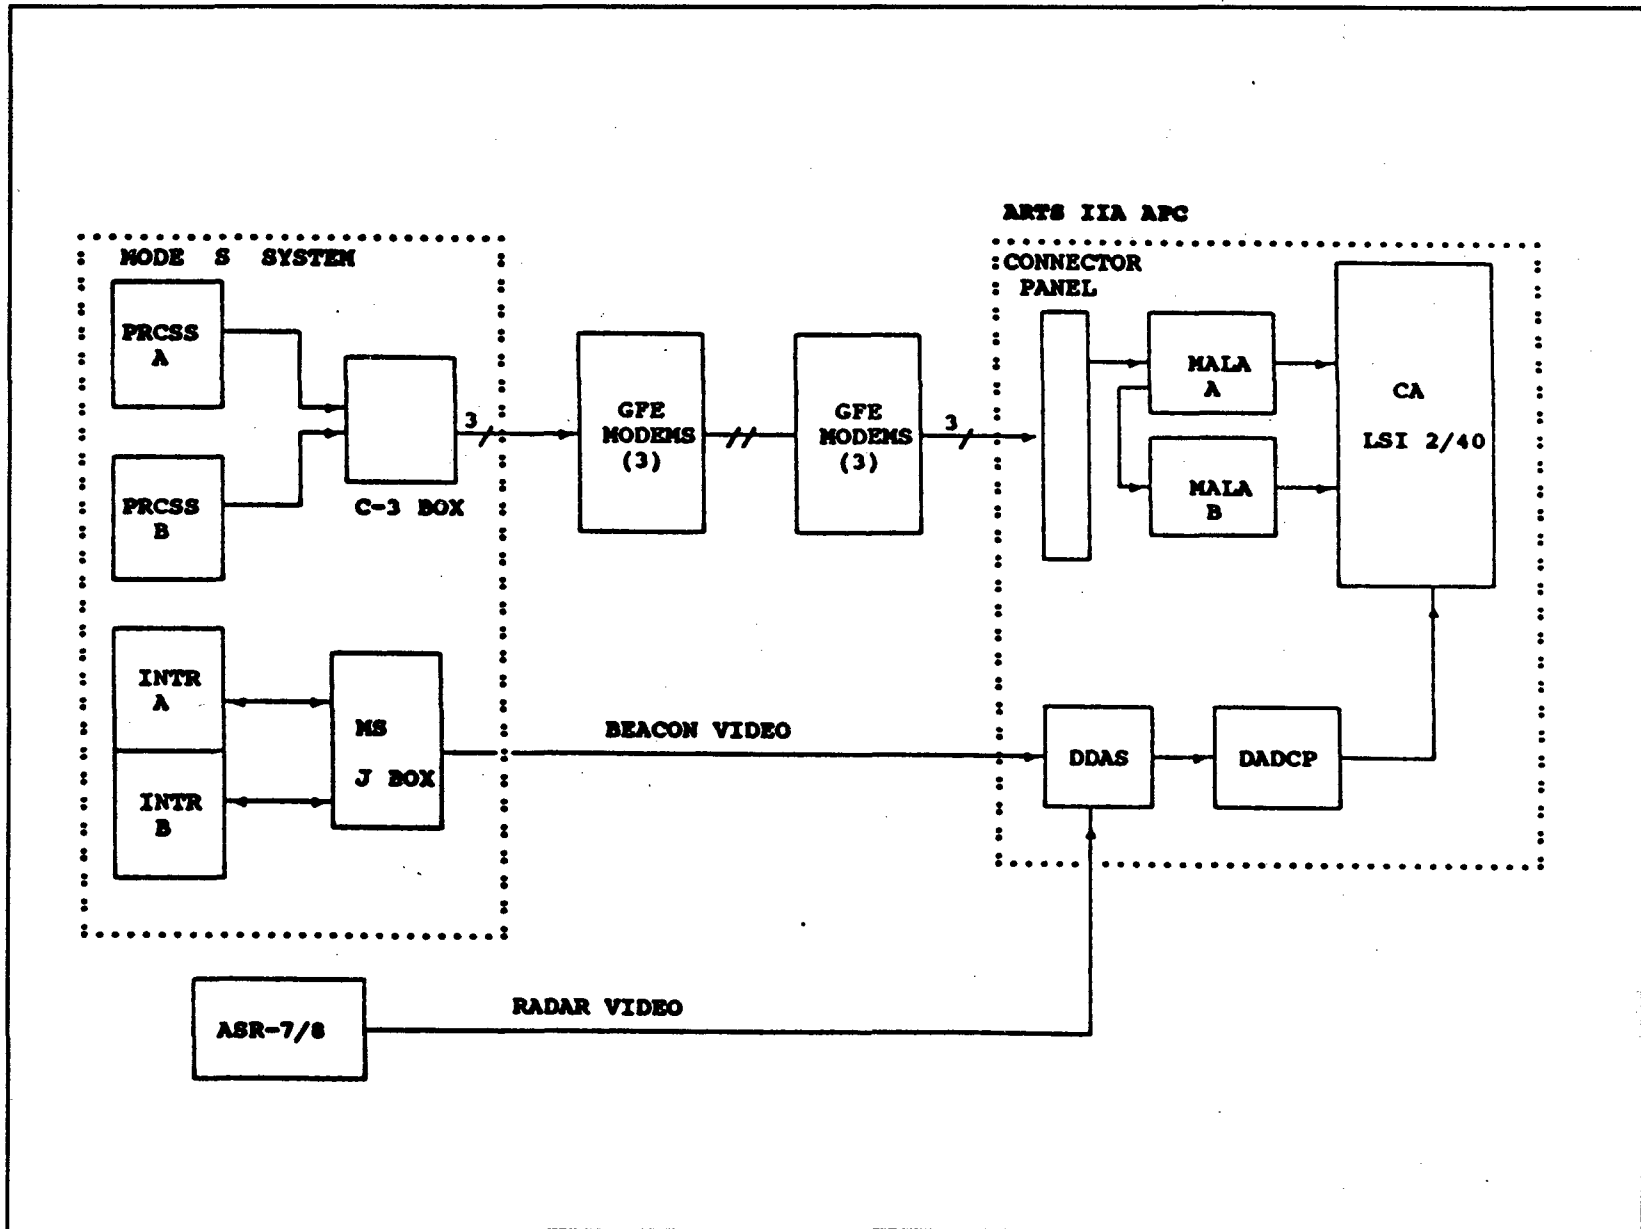 ARTS IIA APC
MODE S SYSTEM
CONNECTOR
PANEL
PRCSS
A
PRCSS
B
C-3 BOX
3
GFE
MODEMS
(3)
GFE
MODEMS
(3)
3
MALA
A
MALA
B
CA
LSI 2/40
INTR
A
INTR
B
MS
J BOX
BEACON VIDEO
DDAS
DADCP
ASR-7/8
RADAR VIDEO